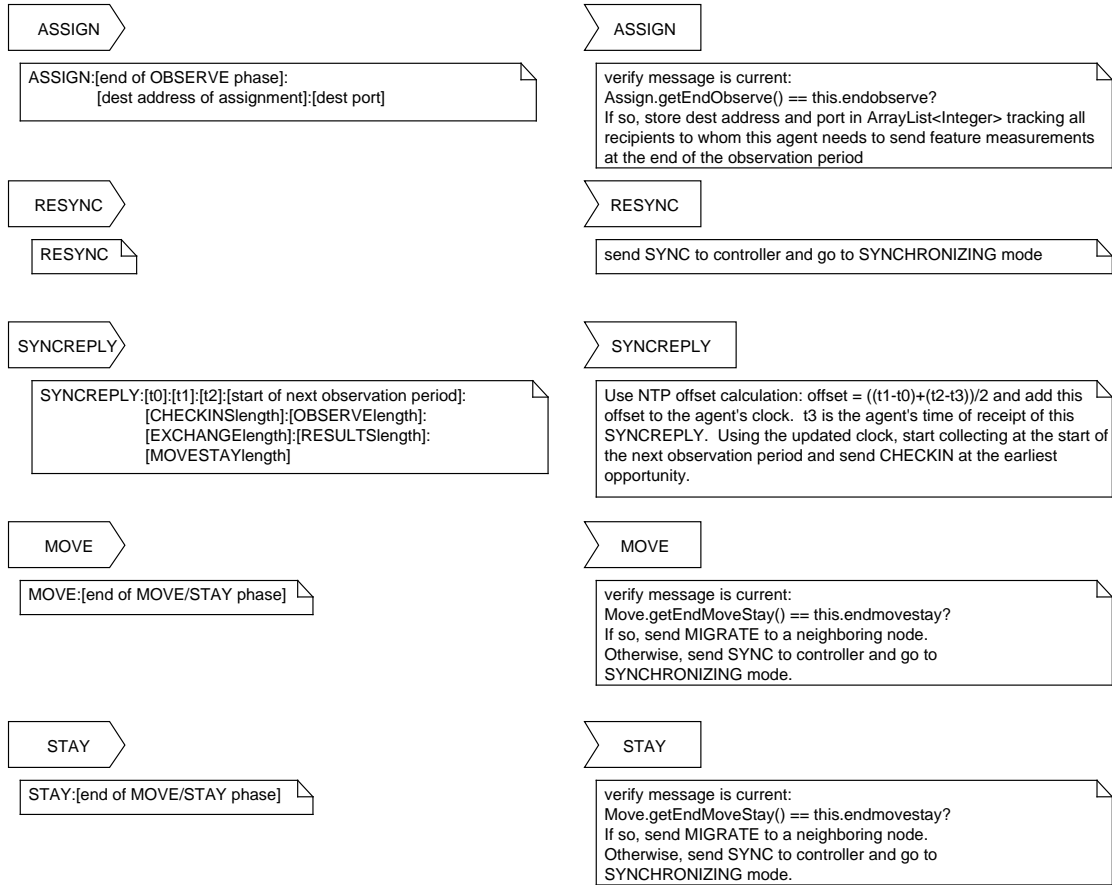 ASSIGN
ASSIGN
ASSIGN:[end of OBSERVE phase]:
[dest address of assignment]:[dest port]
verify message is current:
Assign.getEndObserve() == this.endobserve?
If so, store dest address and port in ArrayList<Integer> tracking all
recipients to whom this agent needs to send feature measurements
at the end of the observation period
RESYNC
RESYNC
RESYNC
send SYNC to controller and go to SYNCHRONIZING mode
SYNCREPLY
SYNCREPLY
SYNCREPLY:[t0]:[t1]:[t2]:[start of next observation period]:
[CHECKINSlength]:[OBSERVElength]:
[EXCHANGElength]:[RESULTSlength]:
[MOVESTAYlength]
Use NTP offset calculation: offset = ((t1-t0)+(t2-t3))/2 and add this
offset to the agent's clock.  t3 is the agent's time of receipt of this
SYNCREPLY.  Using the updated clock, start collecting at the start of
the next observation period and send CHECKIN at the earliest
opportunity.
MOVE
MOVE
MOVE:[end of MOVE/STAY phase]
verify message is current:
Move.getEndMoveStay() == this.endmovestay?
If so, send MIGRATE to a neighboring node.
Otherwise, send SYNC to controller and go to
SYNCHRONIZING mode.
STAY
STAY
STAY:[end of MOVE/STAY phase]
verify message is current:
Move.getEndMoveStay() == this.endmovestay?
If so, send MIGRATE to a neighboring node.
Otherwise, send SYNC to controller and go to
SYNCHRONIZING mode.